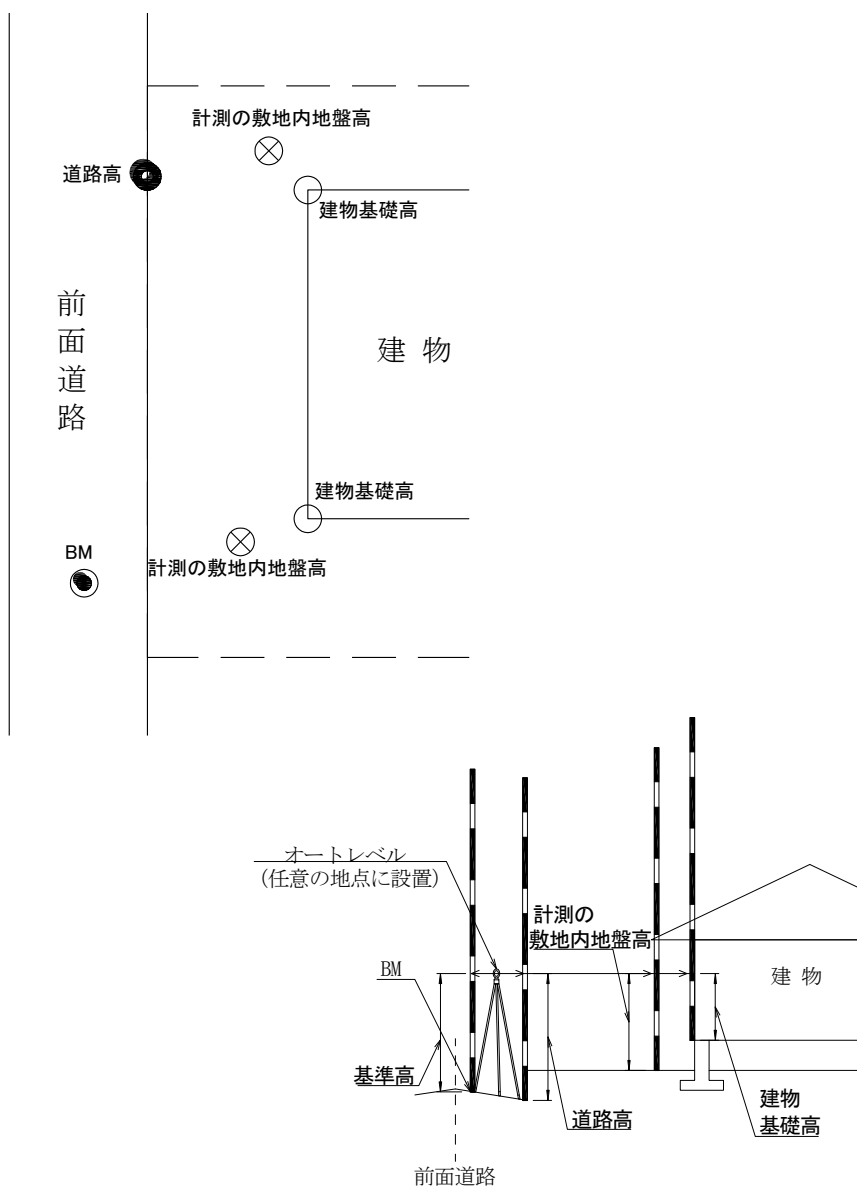 計測の敷地内地盤高
道路高
建物基礎高
前面道路
建 物
建物基礎高
BM
計測の敷地内地盤高
オートレベル
(任意の地点に設置)
計測の
敷地内地盤高
BM
建 物
基準高
道路高
建物
基礎高
前面道路